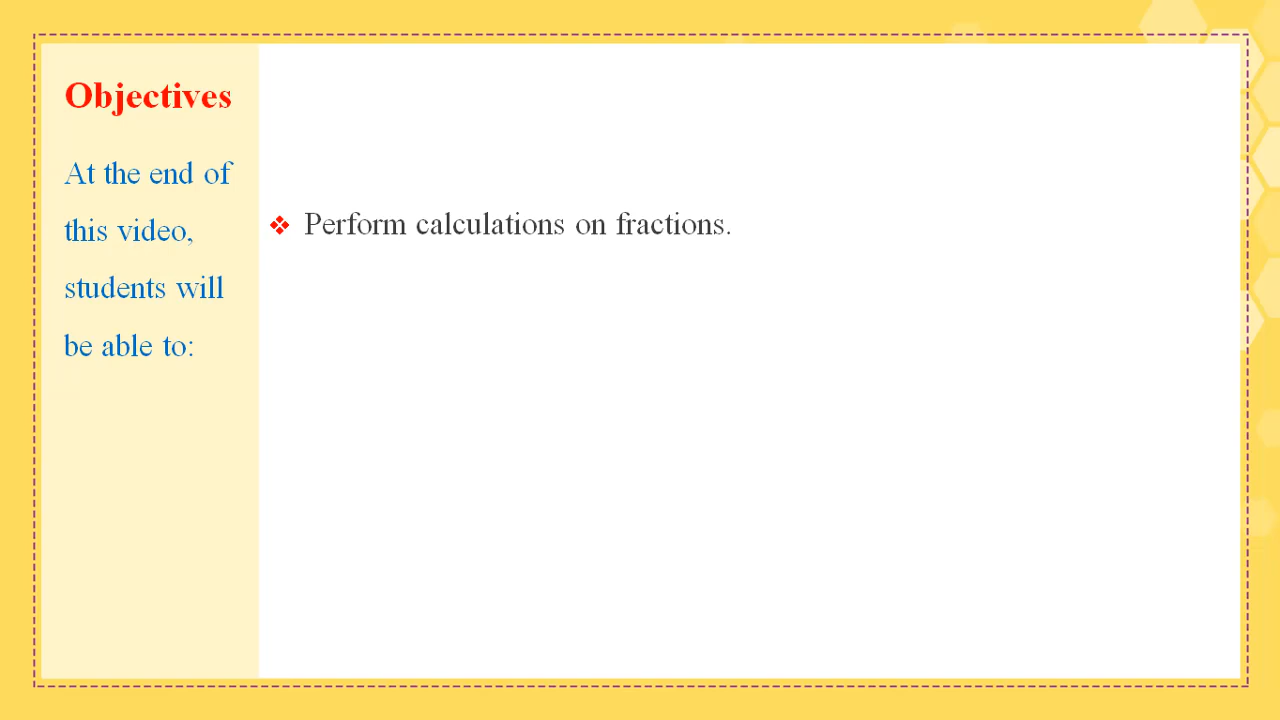 Objectives
At the end of
this video,
students will
be able to:
❖ Perform calculations on fractions.